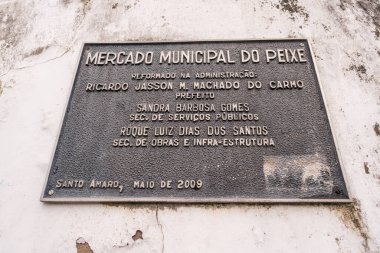 MERCADO MUNICIPAL DO PEIXE
REFORMADO NA ADMINISTRAÇÃO:
RICARDO JASSON M. MACHADO DO CARMO
PREFEITO
SANDRA BARBOSA GOMES
SEC. DE SERVIÇOS PÚBLICOS
ROQUE LUIZ DIAS DOS SANTOS
SEC. DE OBRAS E INFRA-ESTRUTURA
SANTO AMARO, MAIO DE 2009